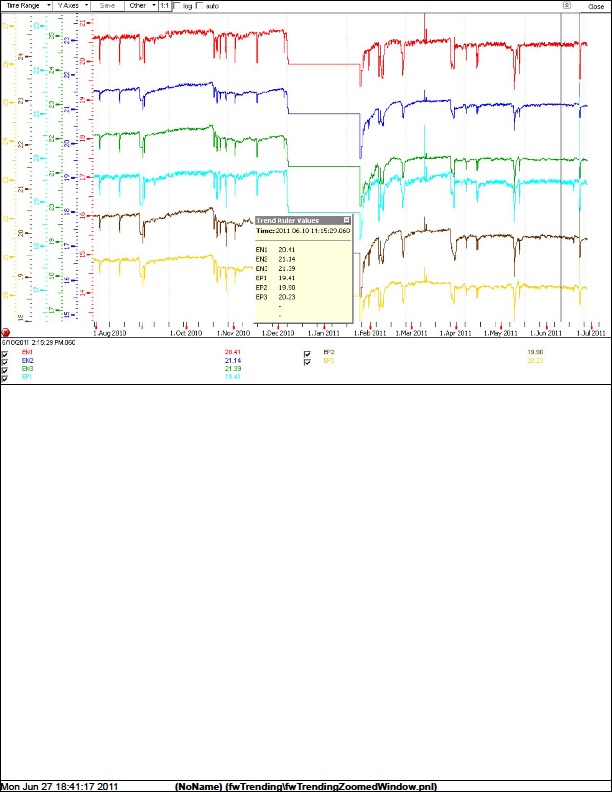 Time Range Y Axes Save Other 1:1 log auto Close
Trend Ruler Values
Time:2011.06.10 14:15:29.060
EN1 20.41
EN2 21.14
EN3 21.39
EP1 19.41
EP2 19.90
EP3 20.23
-
-
1.Aug 2010 1.Oct 2010 1.Nov 2010 1.Dec 2010 1.Jan 2011 1.Feb 2011 1.Mar 2011 1.Apr 2011 1.May 2011 1.Jun 2011 1.Jul 2011
6/10/2011 2:15:29 PM.060
EN1 20.41 EP2 19.90
EN2 21.14 EP3 20.23
EN3 21.39
EP1 19.41
Mon Jun 27 18:41:17 2011 (NoName) (fwTrending\fwTrendingZoomedWindow.pnl)